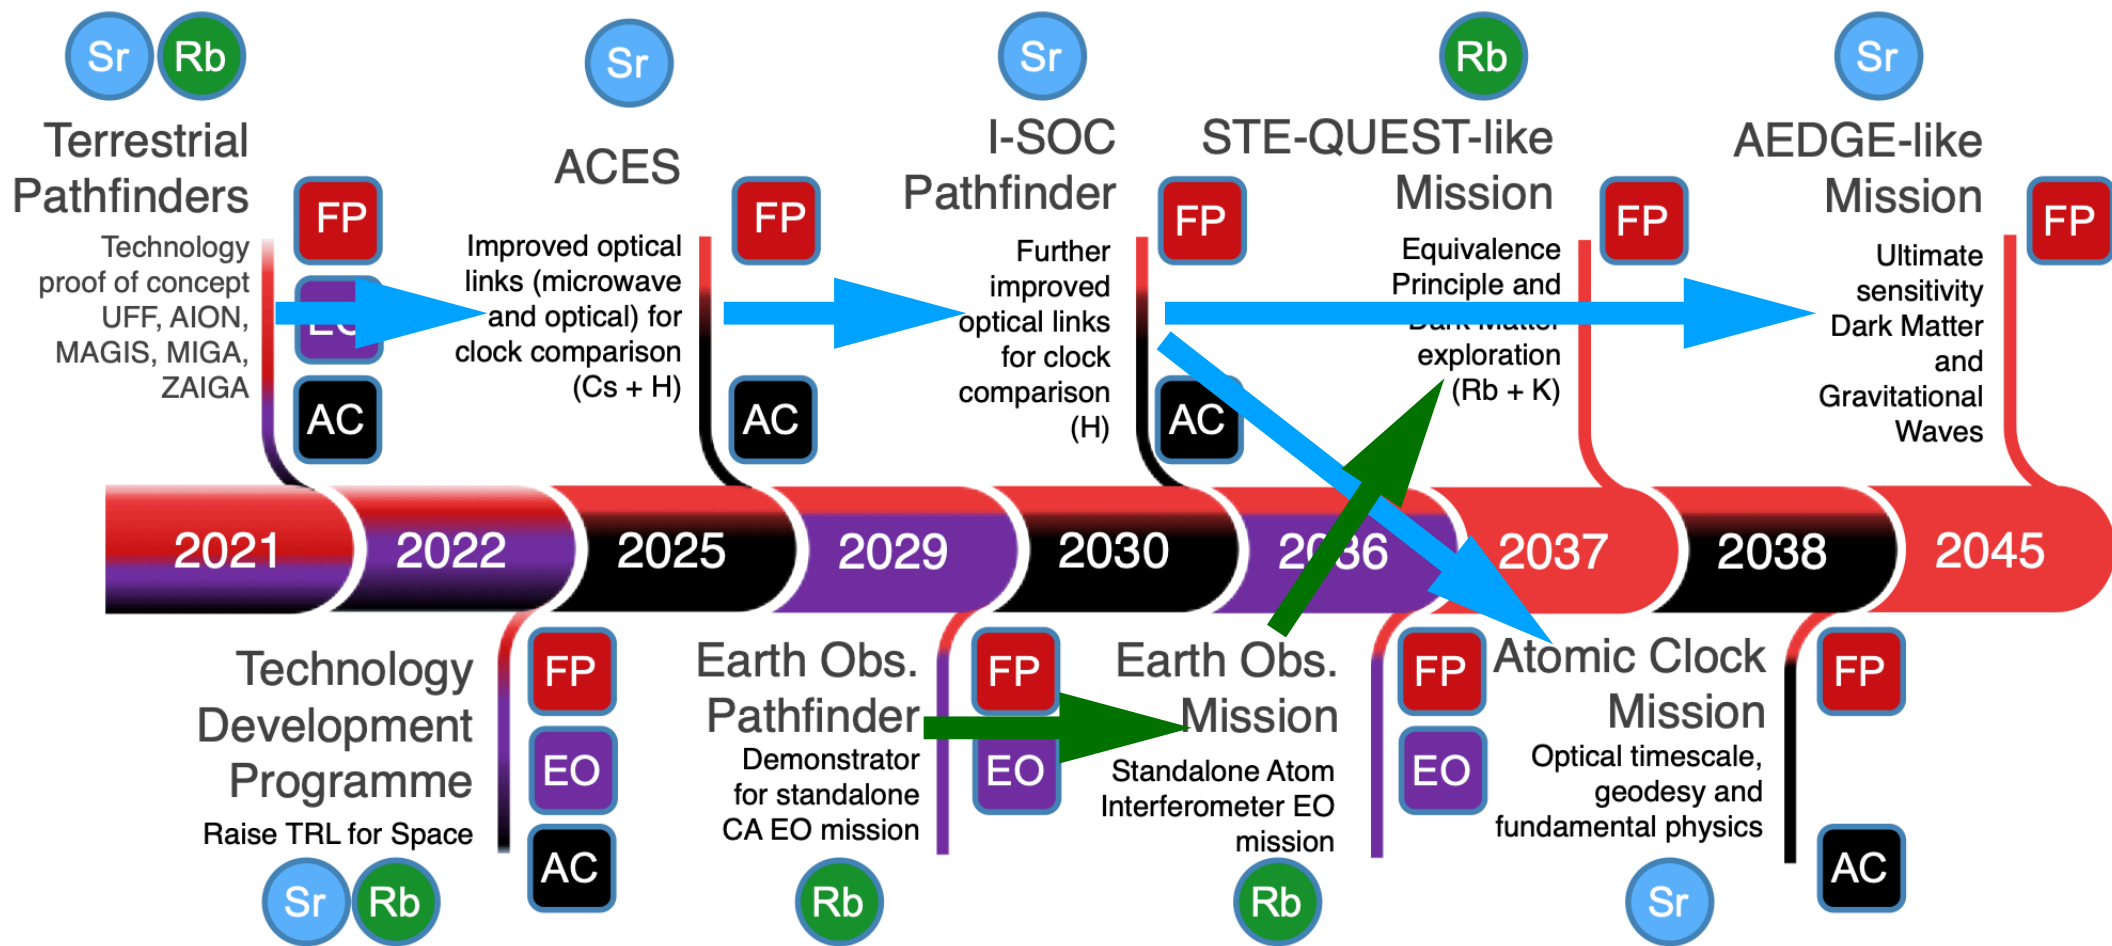 Sr Rb
Terrestrial
Pathfinders
Technology
proof of concept
UFF, AION,
MAGIS, MIGA,
ZAIGA
FP
EO
AC
Sr
ACES
Improved optical
links (microwave
and optical) for
clock comparison
(Cs + H)
FP
AC
Sr
I-SOC
Pathfinder
Further
improved
optical links
for clock
comparison
(H)
FP
AC
Rb
STE-QUEST-like
Mission
Equivalence
Principle and
Dark Matter
exploration
(Rb + K)
FP
Sr
AEDGE-like
Mission
Ultimate
sensitivity
Dark Matter
and
Gravitational
Waves
FP
2021 2022 2025 2029 2030 2036 2037 2038 2045
Technology
Development
Programme
Raise TRL for Space
Sr Rb
FP
EO
AC
Earth Obs.
Pathfinder
Demonstrator
for standalone
CA EO mission
Rb
FP
EO
Earth Obs.
Mission
Standalone Atom
Interferometer EO
mission
Rb
FP
EO
Atomic Clock
Mission
Optical timescale,
geodesy and
fundamental physics
Sr
FP
AC